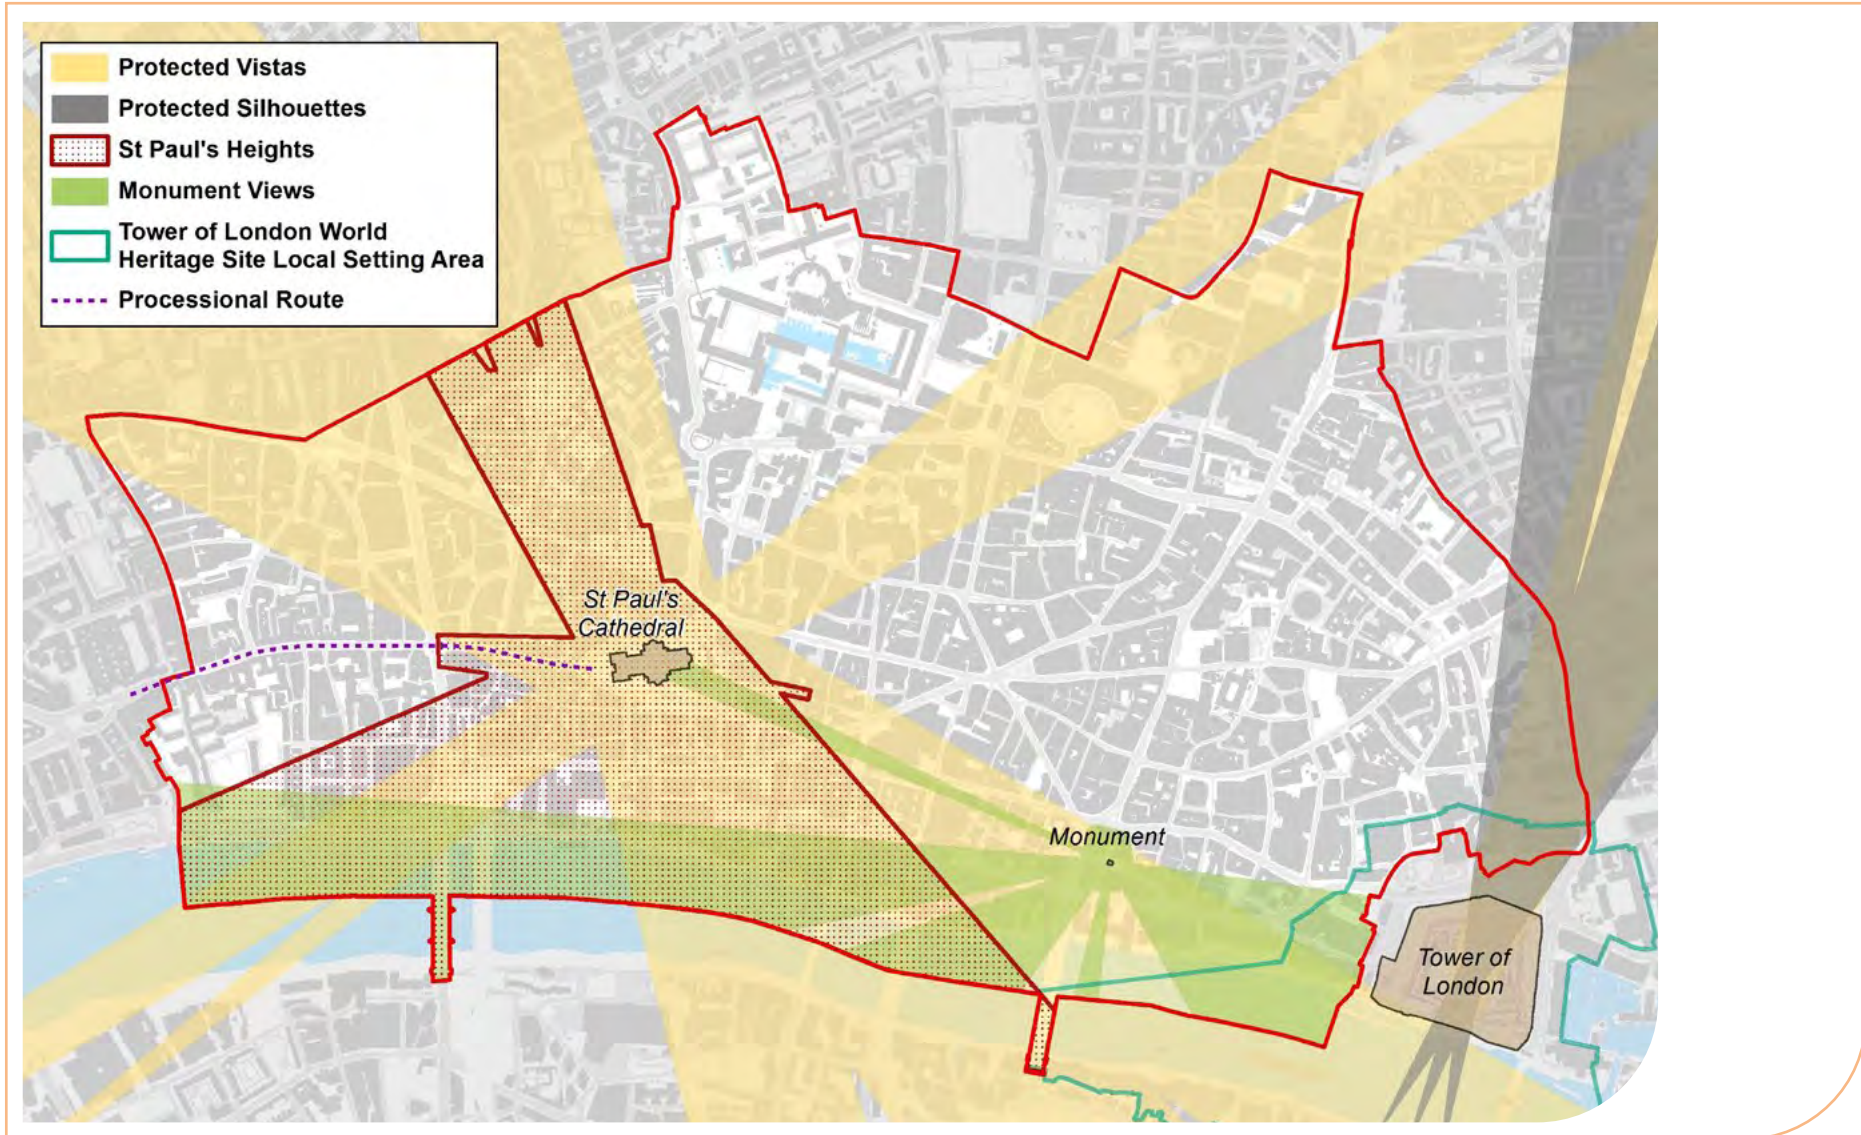 Protected Vistas
Protected Silhouettes
St Paul's Heights
Monument Views
Tower of London World
Heritage Site Local Setting Area
Processional Route
St Paul's
Cathedral
Monument
Tower of
London